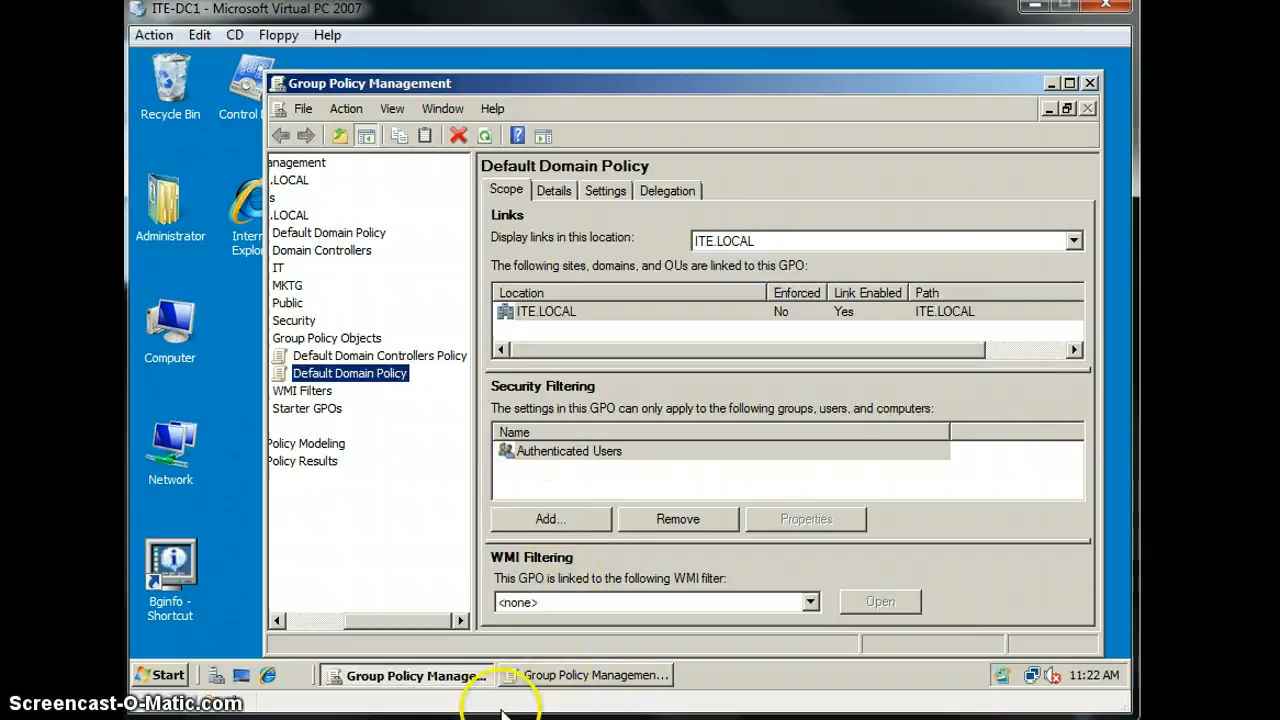 ITE-DC1 - Microsoft Virtual PC 2007
Action Edit CD Floppy Help
Recycle Bin
Control
Administrator
Computer
Network
Bginfo -
Shortcut
Group Policy Management
File Action View Window Help
anagement
.LOCAL
s
.LOCAL
Default Domain Policy
Domain Controllers
IT
MKTG
Public
Security
Group Policy Objects
Default Domain Controllers Policy
Default Domain Policy
WMI Filters
Starter GPOs
Policy Modeling
Policy Results
Default Domain Policy
Scope Details Settings Delegation
Links
Display links in this location: ITE.LOCAL
The following sites, domains, and OUs are linked to this GPO:
Location Enforced Link Enabled Path
ITE.LOCAL No Yes ITE.LOCAL
Security Filtering
The settings in this GPO can only apply to the following groups, users, and computers:
Name
Authenticated Users
Add... Remove Properties
WMI Filtering
This GPO is linked to the following WMI filter:
<none> Open
Start Group Policy Manage... Group Policy Managemen... 11:22 AM
Screencast-O-Matic.com